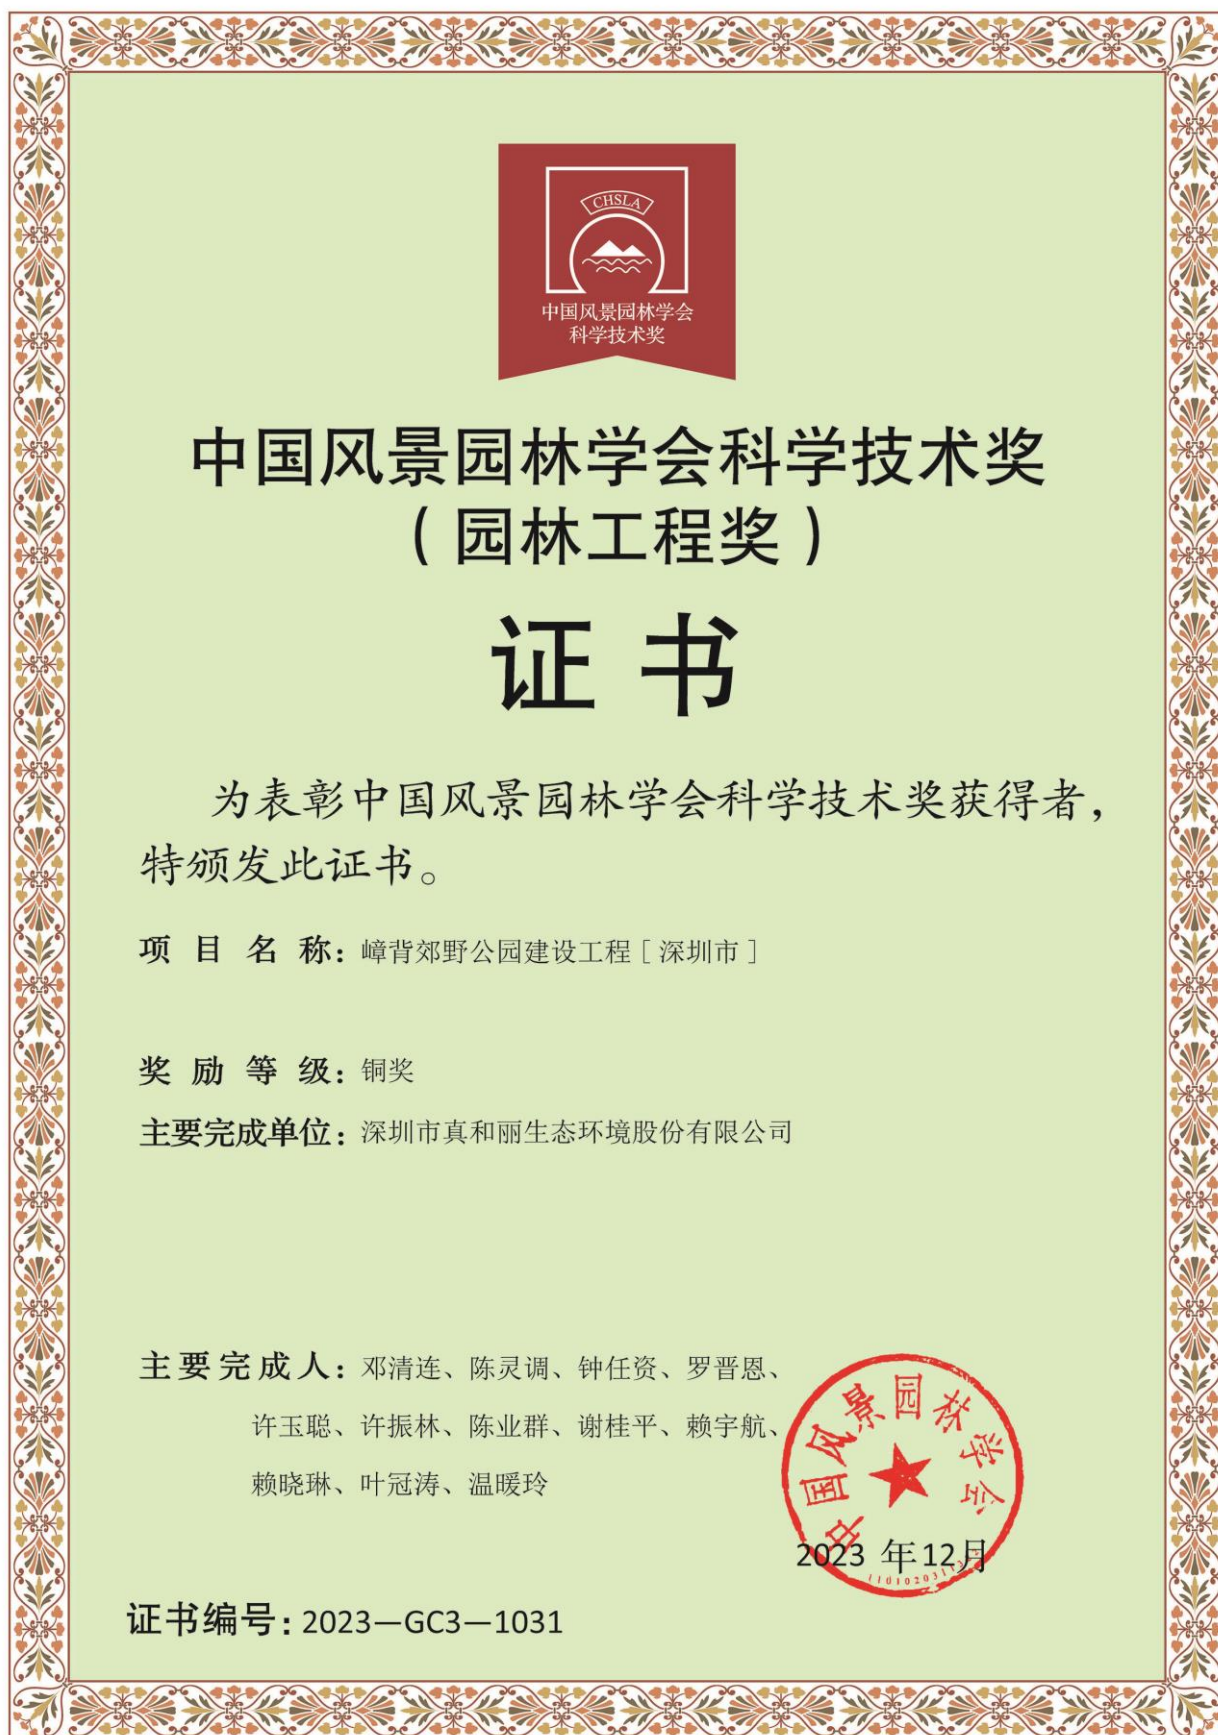 CHSLA
中国风景园林学会
科学技术奖
中国风景园林学会科学技术奖
（园林工程奖）
证书
为表彰中国风景园林学会科学技术奖获得者，
特颁发此证书。
项目名称：嶂背郊野公园建设工程［深圳市］
奖励等级：铜奖
主要完成单位：深圳市真和丽生态环境股份有限公司
主要完成人：邓清连、陈灵调、钟任资、罗晋恩、
许玉聪、许振林、陈业群、谢桂平、赖宇航、
赖晓琳、叶冠涛、温暖玲
中国风景园林学会
2023 年12月
证书编号：2023—GC3—1031